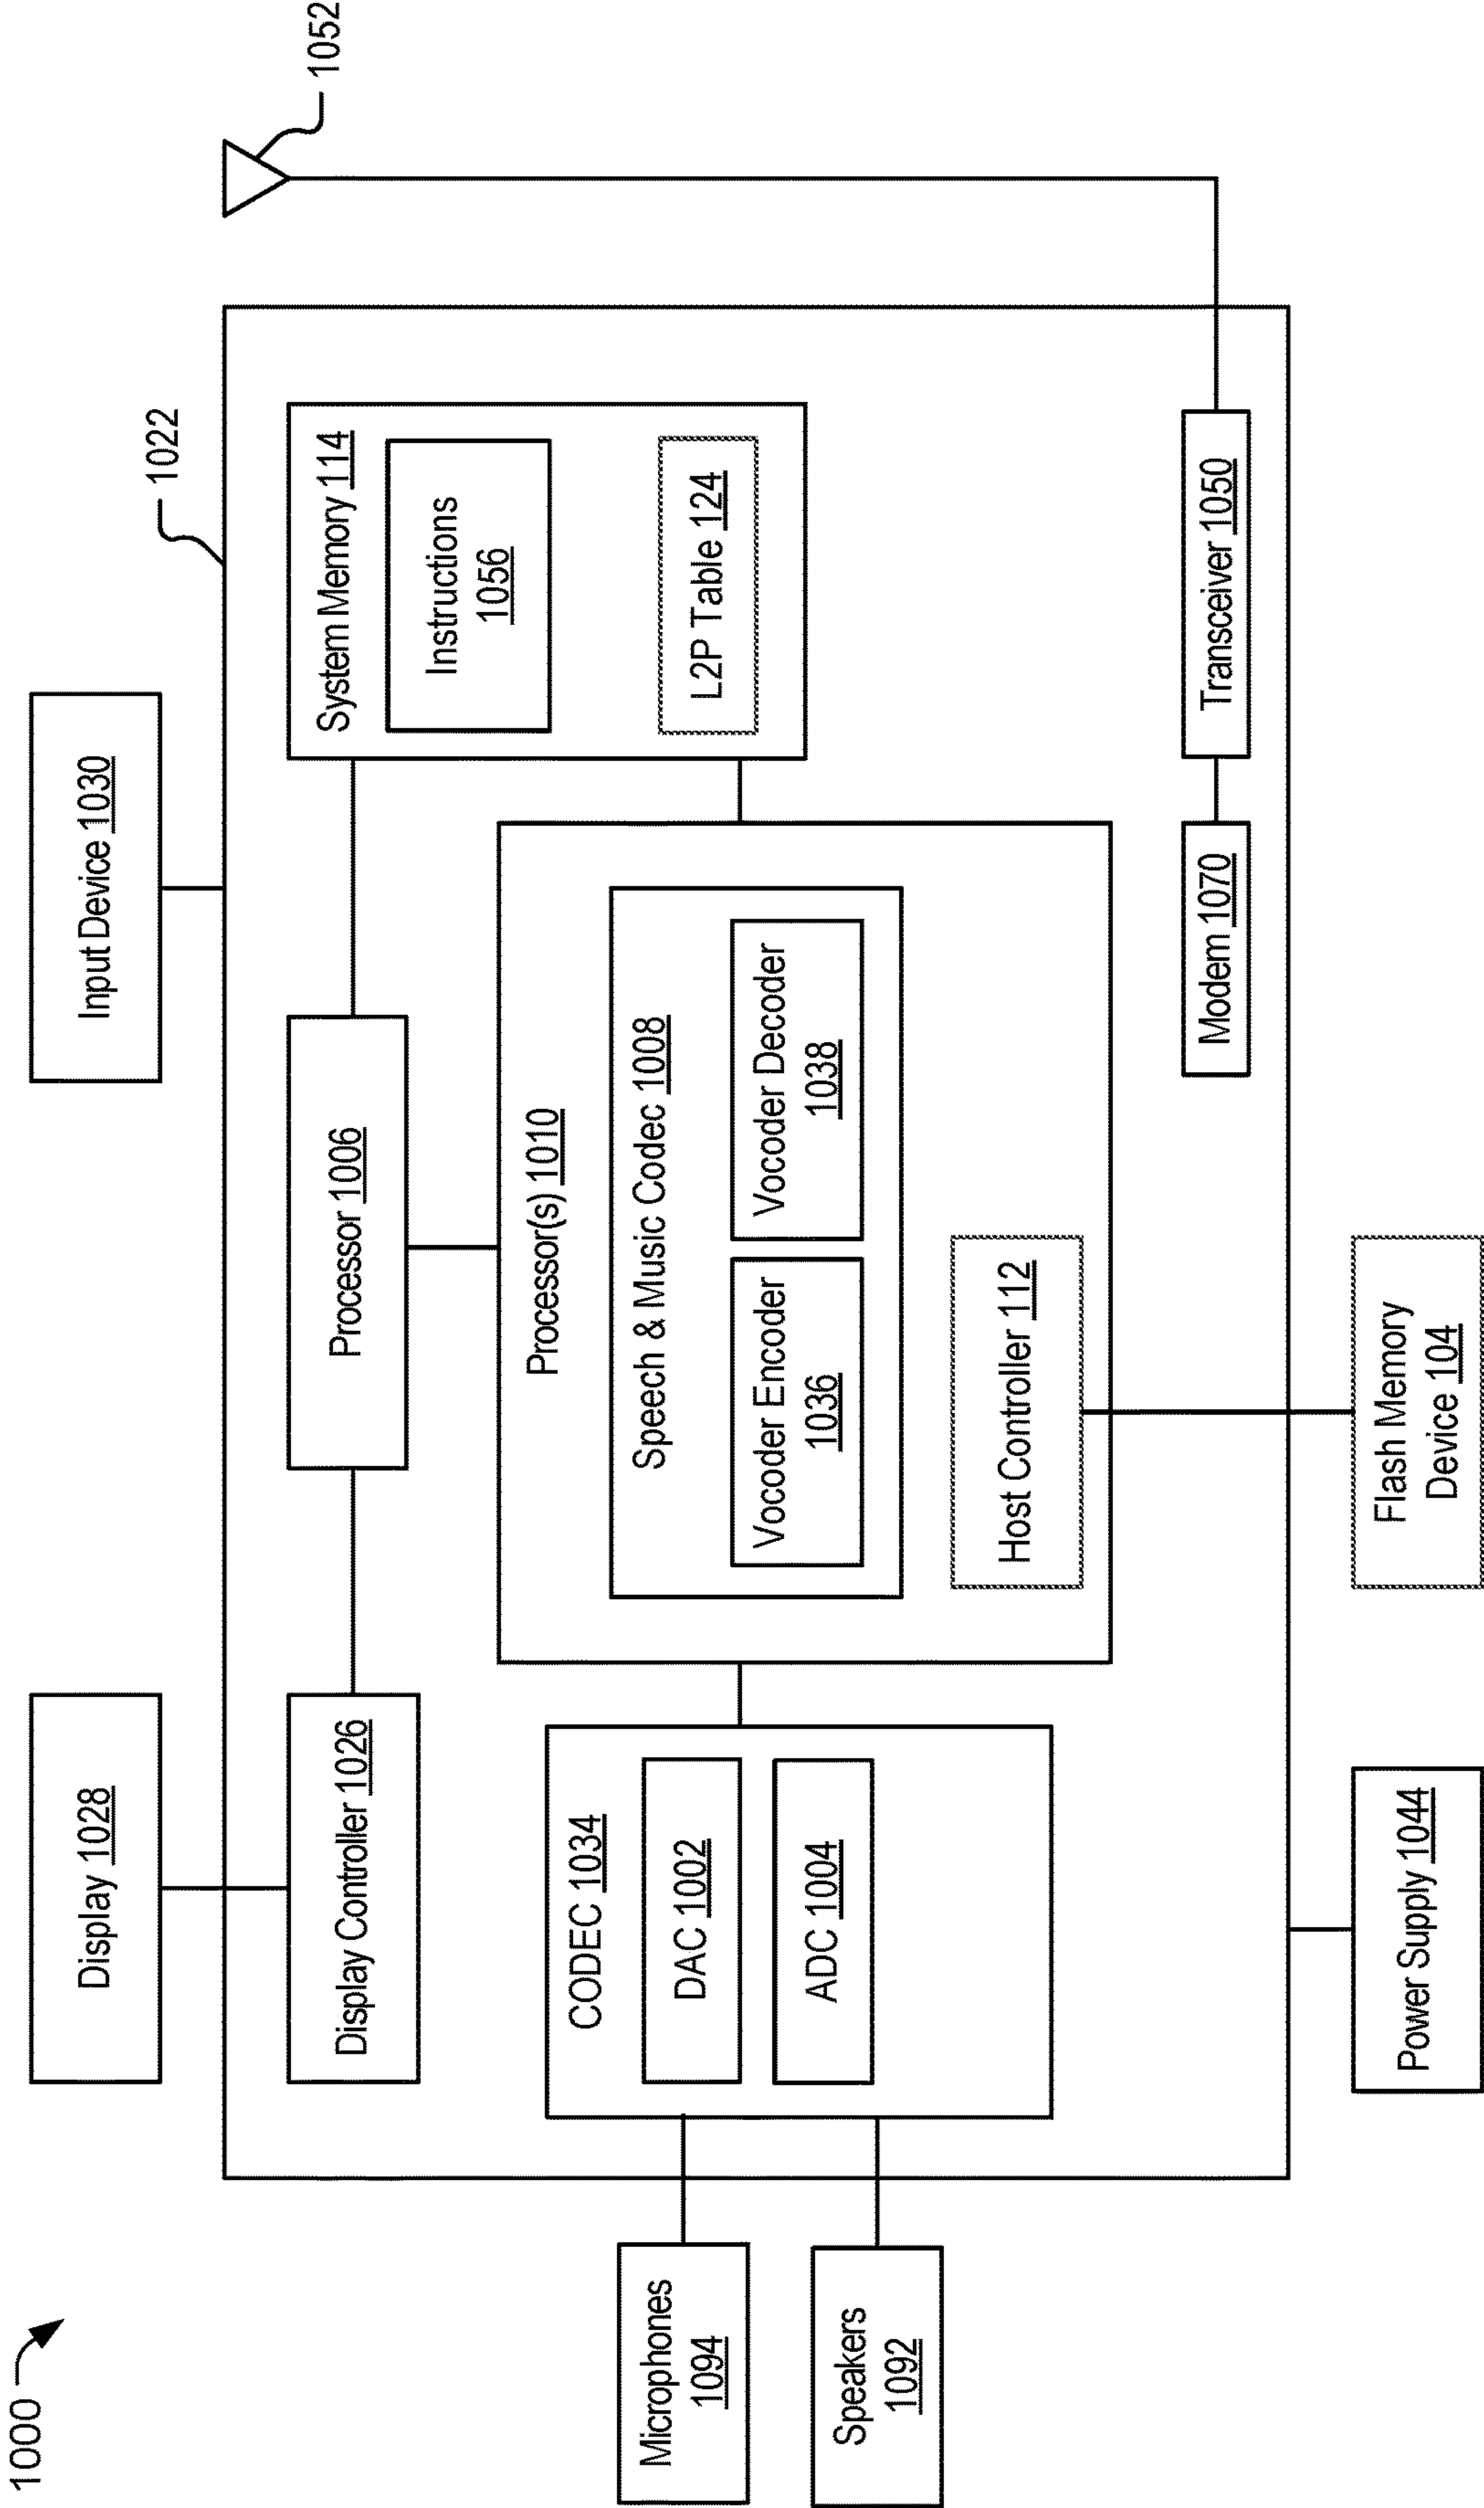 1000
Display 1028
Input Device 1030
1022
1052
Display Controller 1026
Processor 1006
System Memory 114
Instructions
1056
L2P Table 124
Processor(s) 1010
Speech & Music Codec 1008
Vocoder Encoder
1036
Vocoder Decoder
1038
Host Controller 112
CODEC 1034
DAC 1002
ADC 1004
Microphones
1094
Speakers
1092
Modem 1070
Transceiver 1050
Power Supply 1044
Flash Memory
Device 104